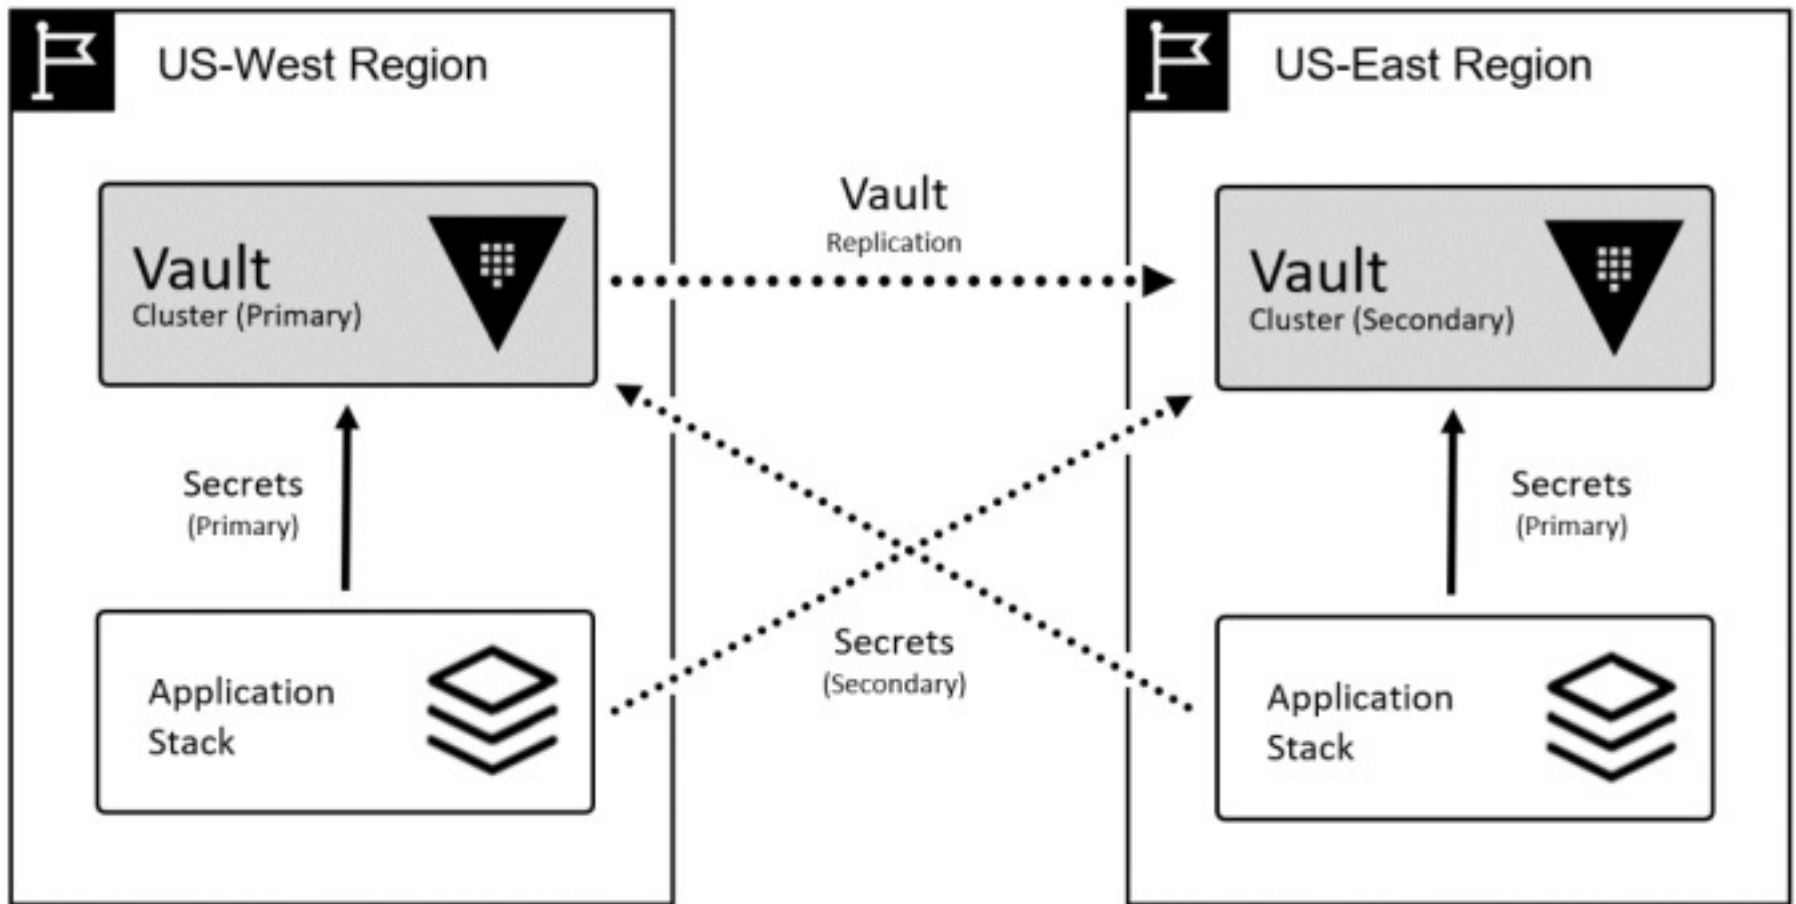 US-West Region
US-East Region
Vault
Replication
Vault
Cluster (Primary)
Vault
Cluster (Secondary)
Secrets
(Primary)
Secrets
(Primary)
Secrets
(Secondary)
Application
Stack
Application
Stack